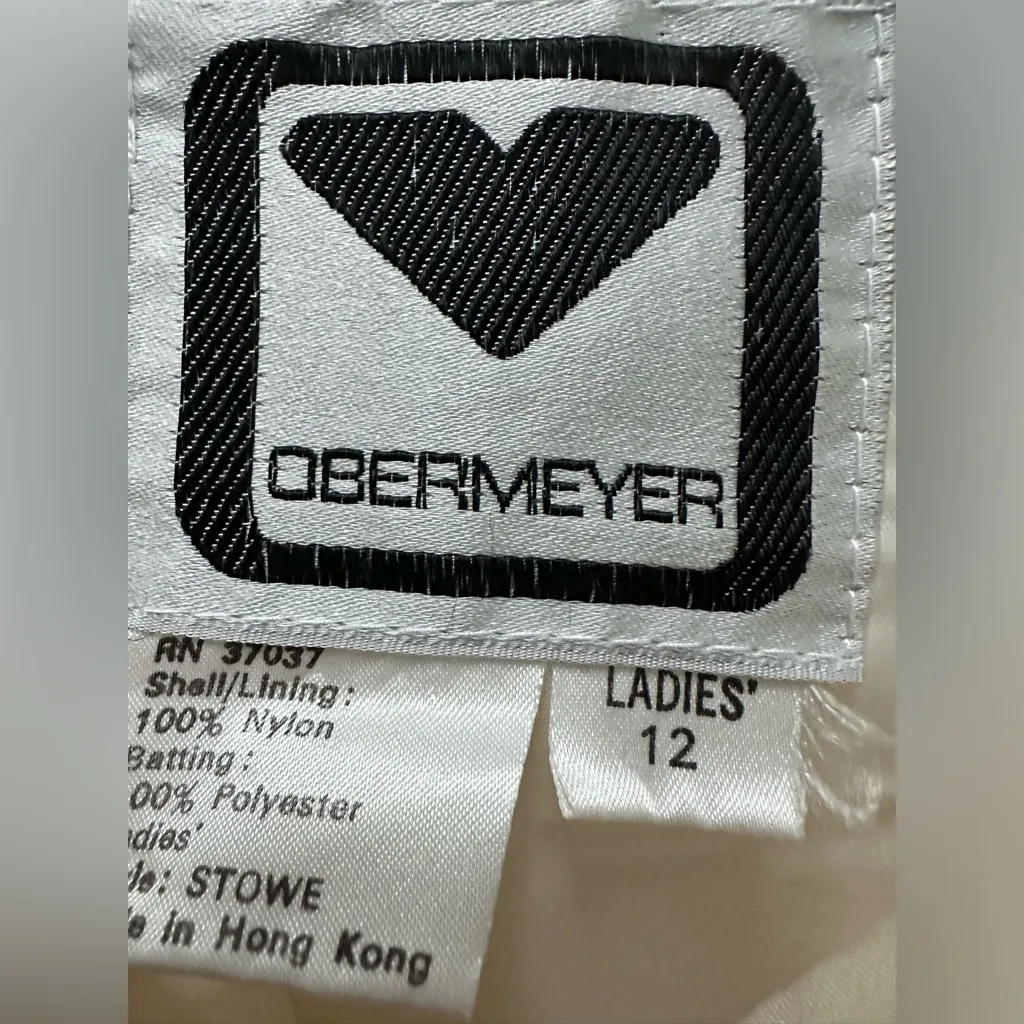 OBERMEYER
RN 37037
Shell/Lining:
100% Nylon
Batting:
00% Polyester
dies'
le: STOWE
e in Hong Kong
LADIES'
12